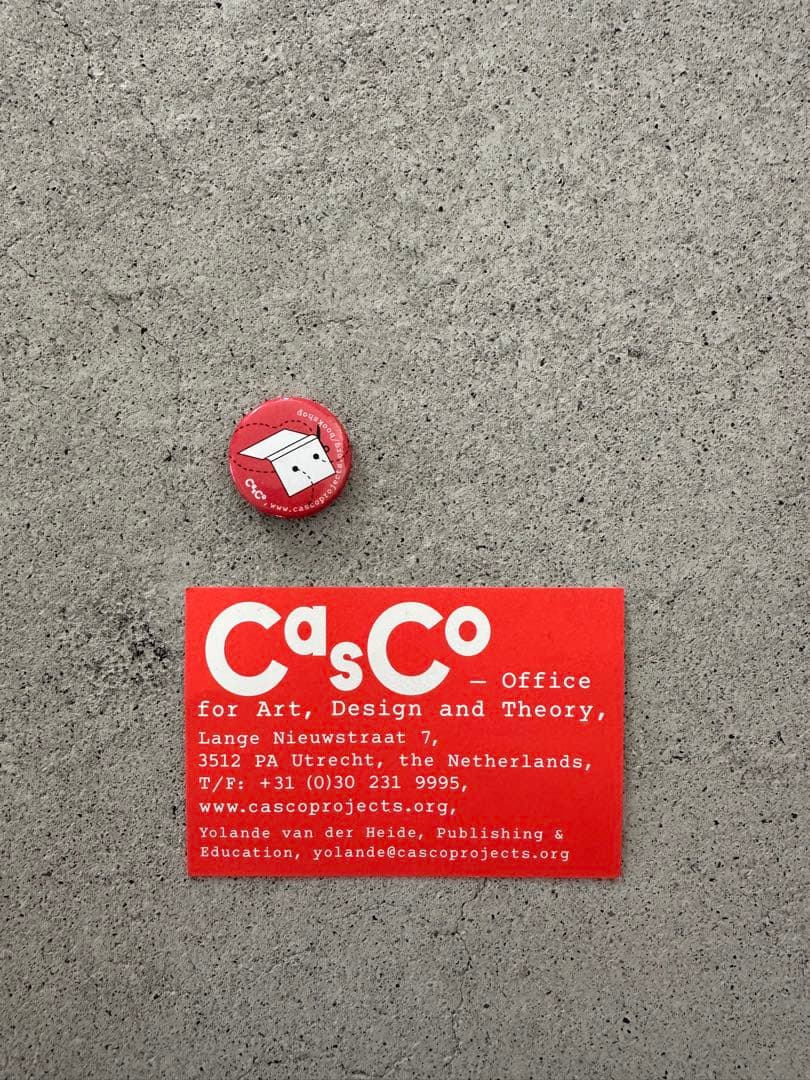 CasCo, www.cascoprojects.org/bookshop
CasCo — Office
for Art, Design and Theory,
Lange Nieuwstraat 7,
3512 PA Utrecht, the Netherlands,
T/F: +31 (0)30 231 9995,
www.cascoprojects.org,
Yolande van der Heide, Publishing &
Education, yolande@cascoprojects.org